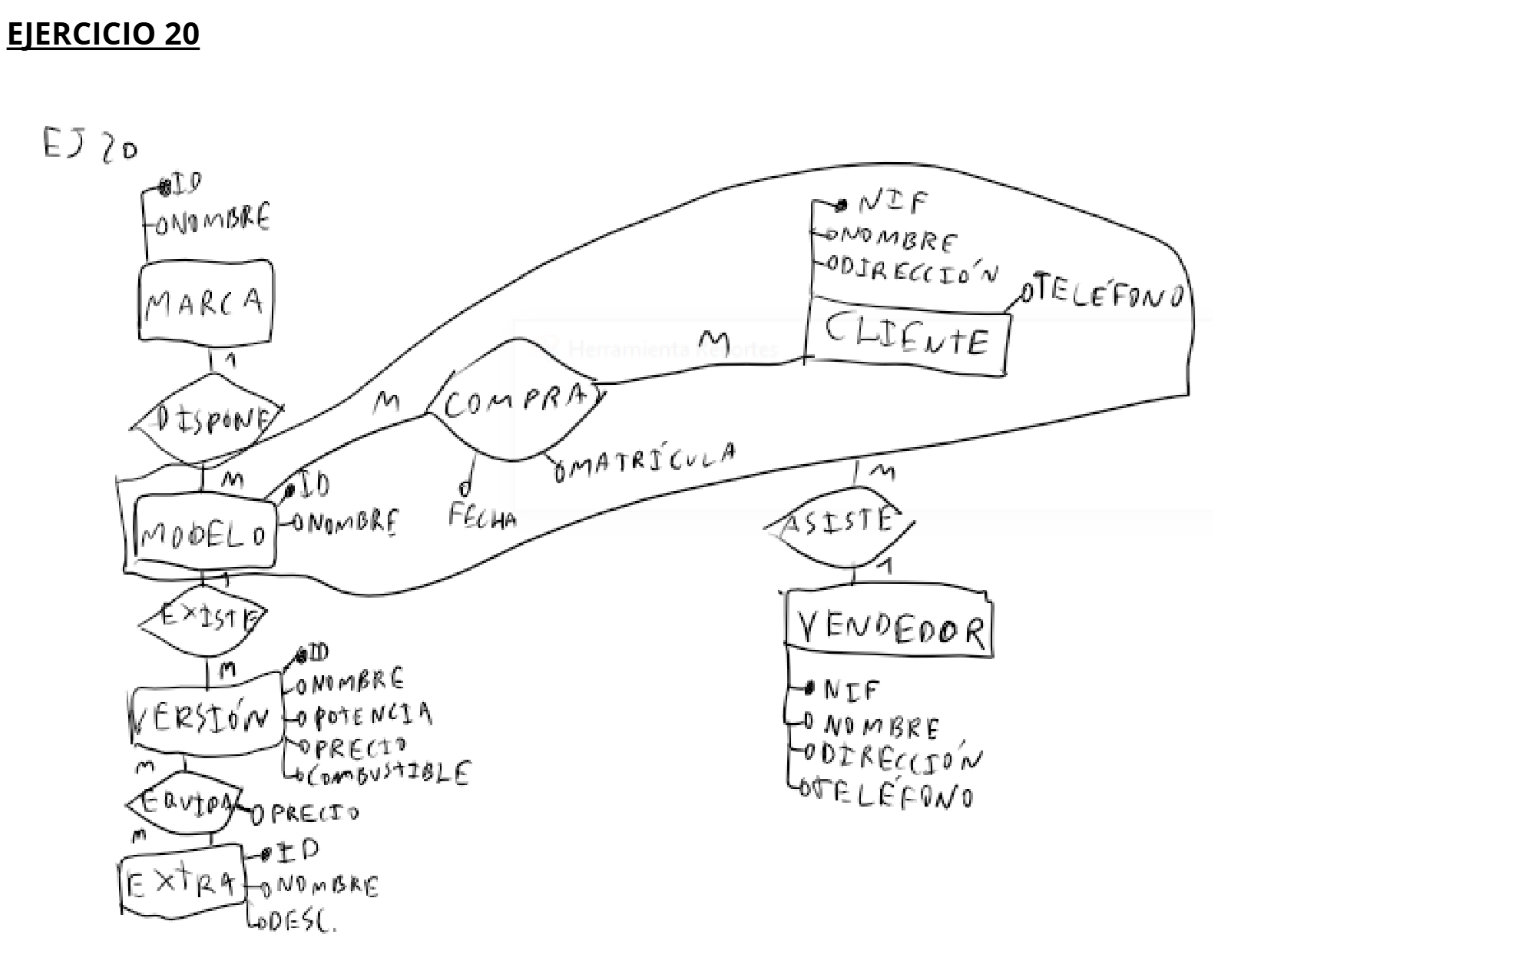 EJERCICIO 20
EJ 20
ID
NOMBRE
MARCA
1
DISPONE
M
MODELO
ID
NOMBRE
M
COMPRA
M
FECHA
MATRÍCULA
NIF
NOMBRE
DIRECCIÓN
TELÉFONO
CLIENTE
Herramienta Reportes
M
ASISTE
1
VENDEDOR
NIF
NOMBRE
DIRECCIÓN
TELÉFONO
1
EXISTE
M
VERSIÓN
ID
NOMBRE
POTENCIA
PRECIO
COMBUSTIBLE
M
EQUIPA
PRECIO
M
EXTRA
ID
NOMBRE
DESC.